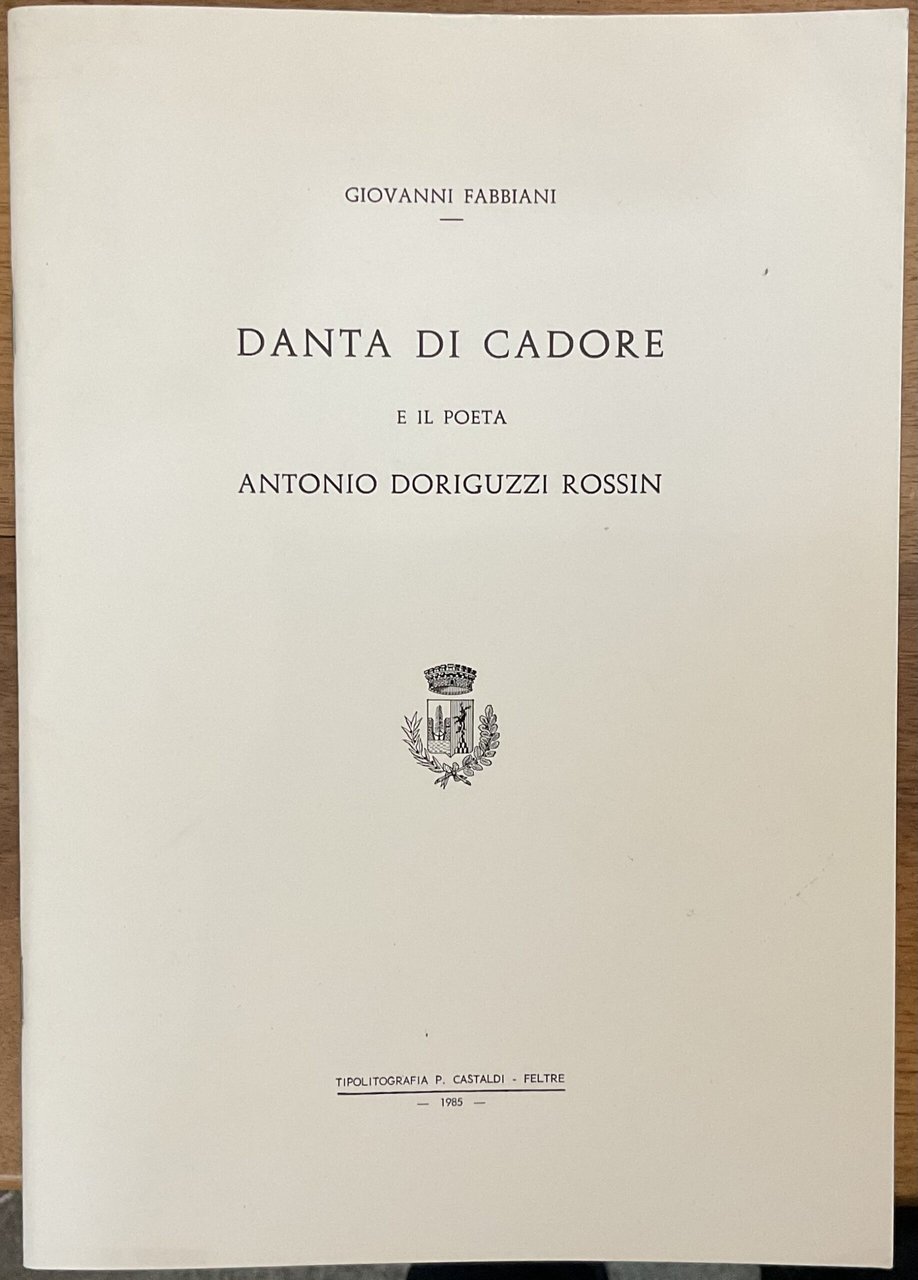 GIOVANNI FABBIANI
DANTA DI CADORE
E IL POETA
ANTONIO DORIGUZZI ROSSIN
TIPOLITOGRAFIA P. CASTALDI - FELTRE
— 1985 —